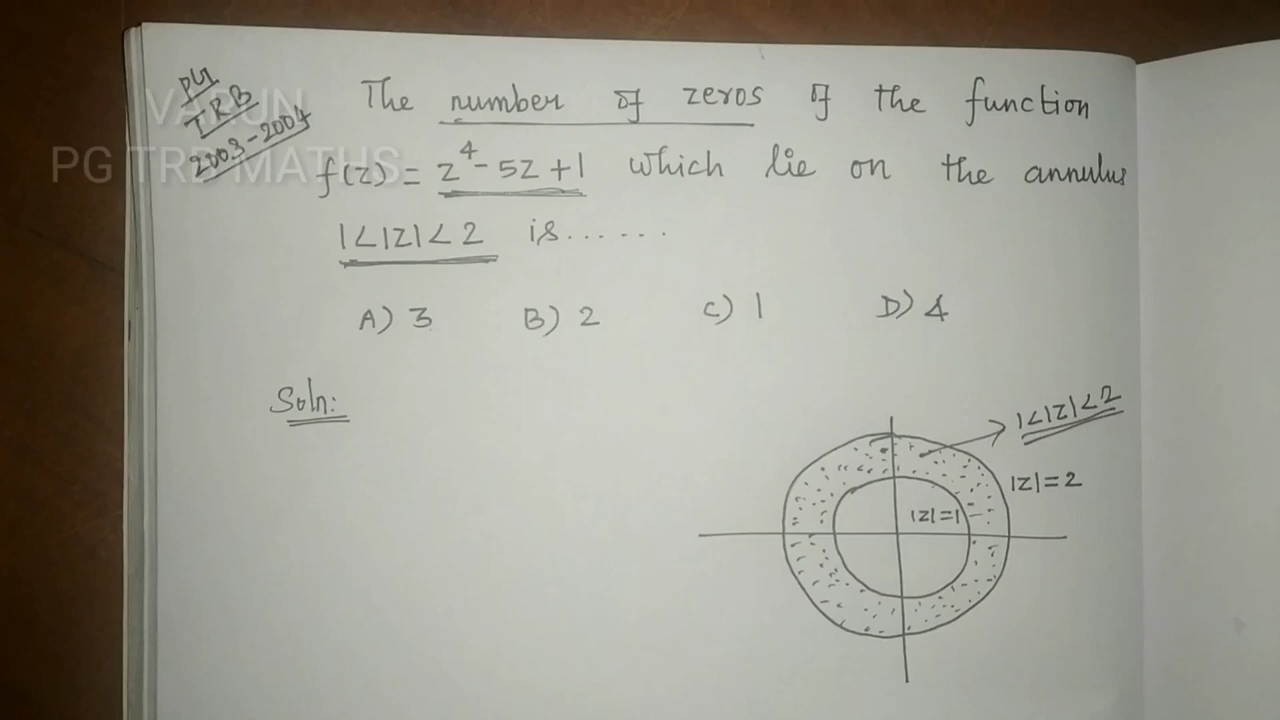 PG
TRB
2003-2004
VARUN
PG TRB MATHS
The number of zeros of the function
f(z) = z⁴ - 5z + 1 which lie on the annulus
1<|z|<2 is......
A) 3 B) 2 C) 1 D) 4
Soln:
1<|z|<2
|z|=2
|z|=1